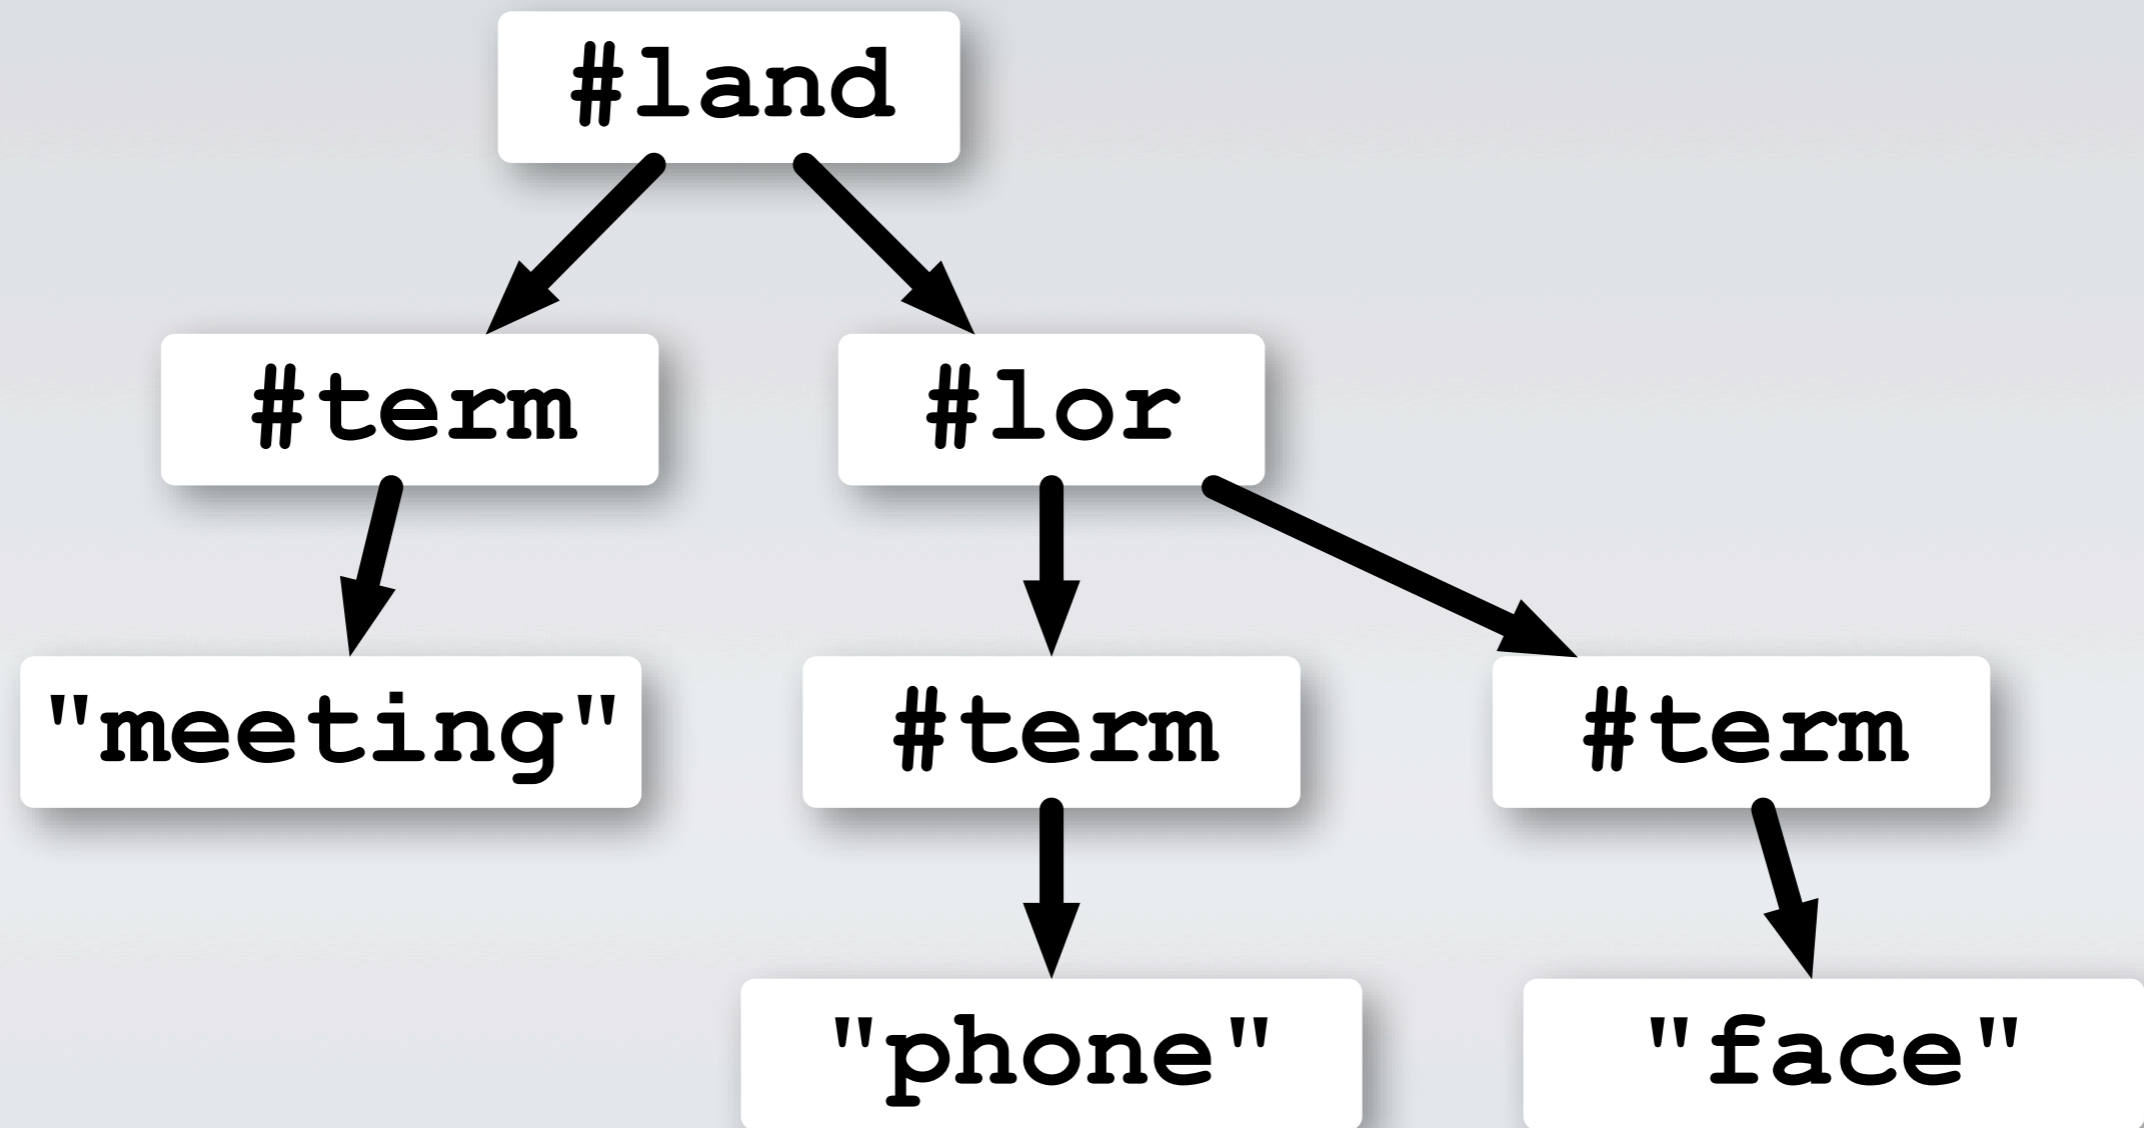 #land
#term
#lor
"meeting"
#term
#term
"phone"
"face"